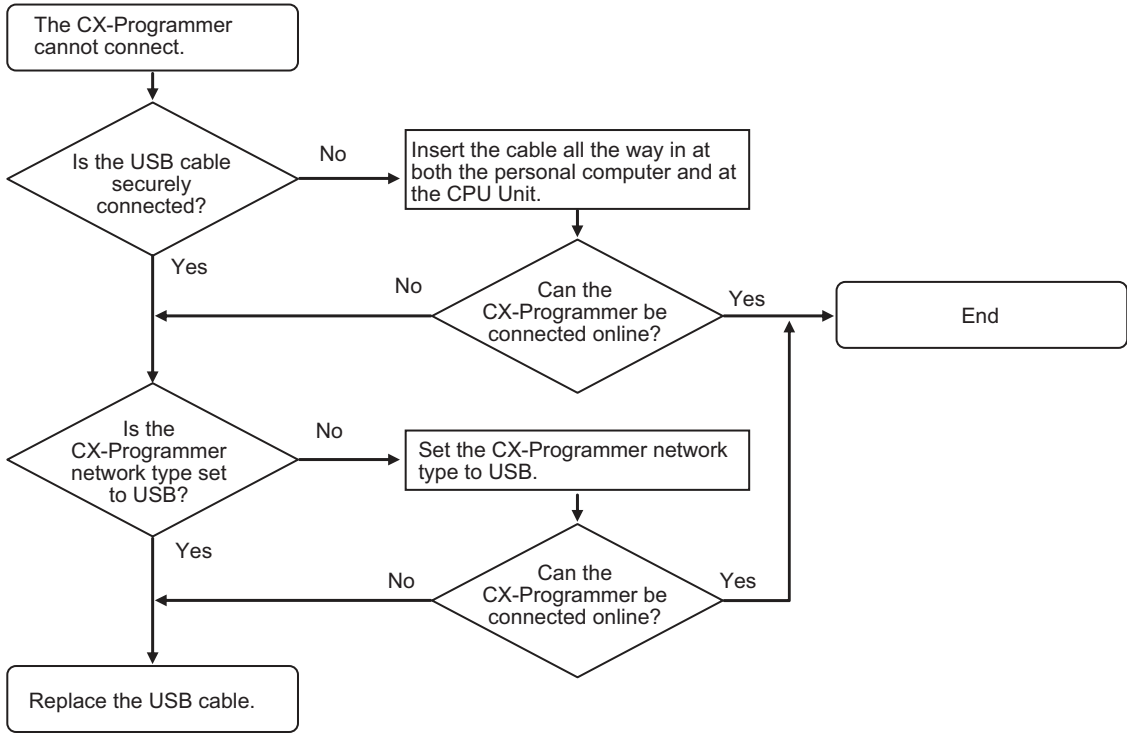 The CX-Programmer
cannot connect.
Is the USB cable
securely
connected?
No
Insert the cable all the way in at
both the personal computer and at
the CPU Unit.
Yes
No
Can the
CX-Programmer be
connected online?
Yes
End
Is the
CX-Programmer
network type set
to USB?
No
Set the CX-Programmer network
type to USB.
Yes
No
Can the
CX-Programmer be
connected online?
Yes
Replace the USB cable.